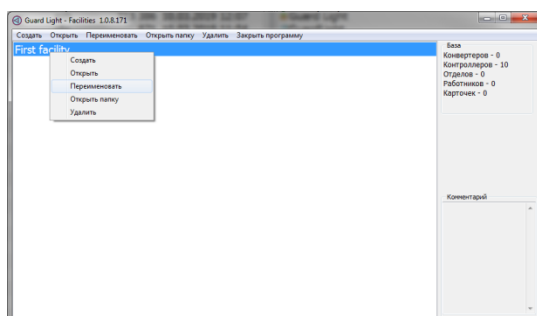 Guard Light - Facilities 1.0.8.171
Создать Открыть Переименовать Открыть папку Удалить Закрыть программу
First facility
Создать
Открыть
Переименовать
Открыть папку
Удалить
База
Конвертеров - 0
Контроллеров - 10
Отделов - 0
Работников - 0
Карточек - 0
Комментарий